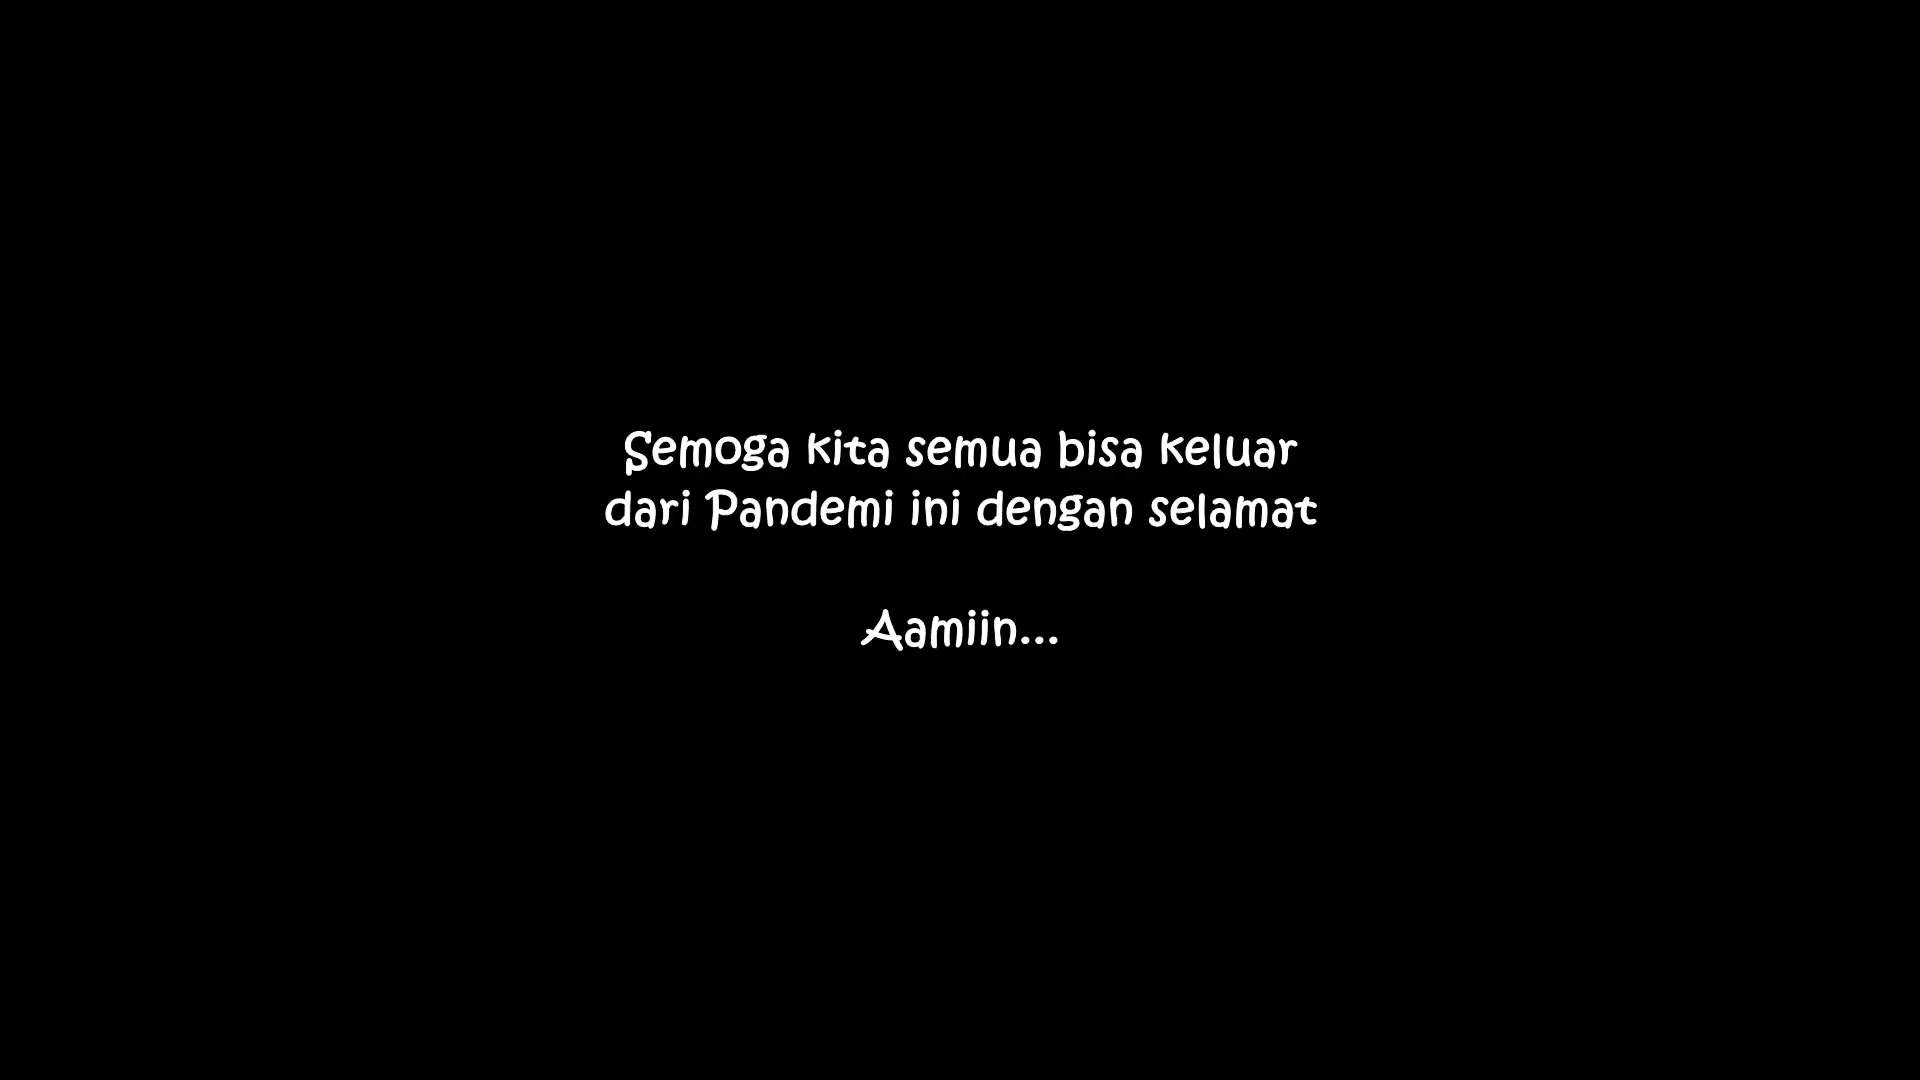 Semoga kita semua bisa keluar
dari Pandemi ini dengan selamat
Aamiin...